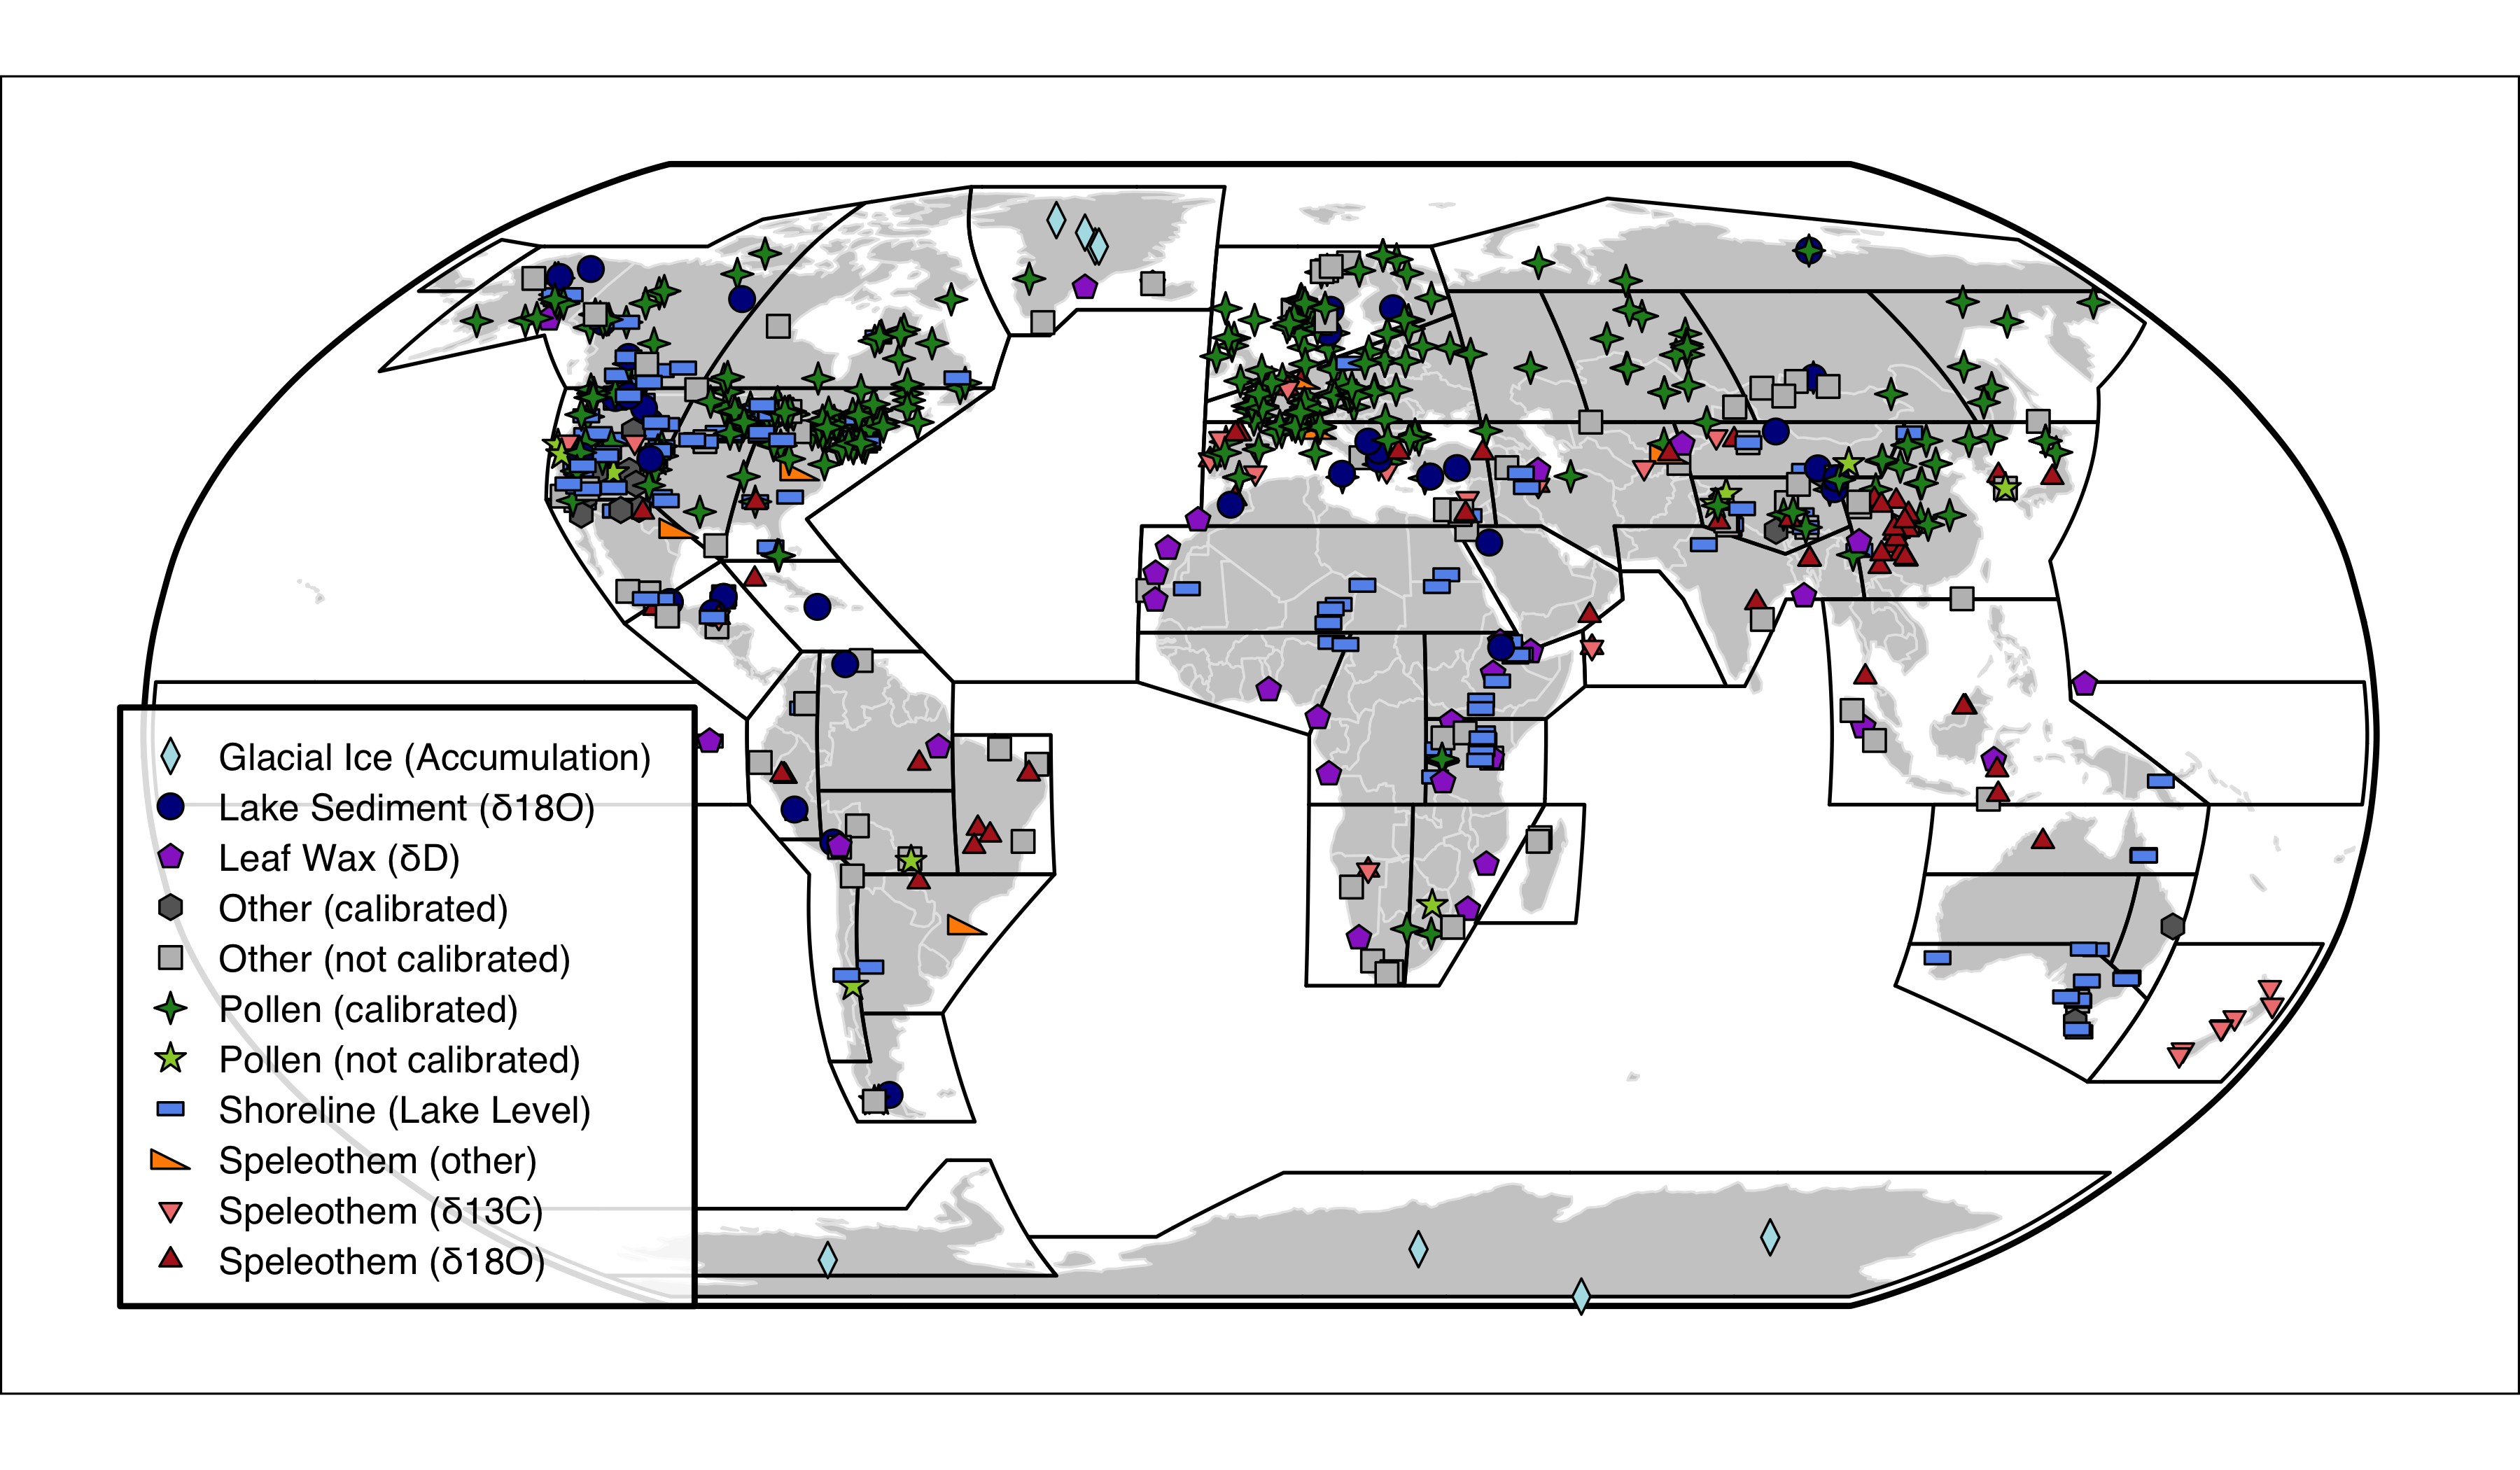 Glacial Ice (Accumulation)
Lake Sediment (δ18O)
Leaf Wax (δD)
Other (calibrated)
Other (not calibrated)
Pollen (calibrated)
Pollen (not calibrated)
Shoreline (Lake Level)
Speleothem (other)
Speleothem (δ13C)
Speleothem (δ18O)